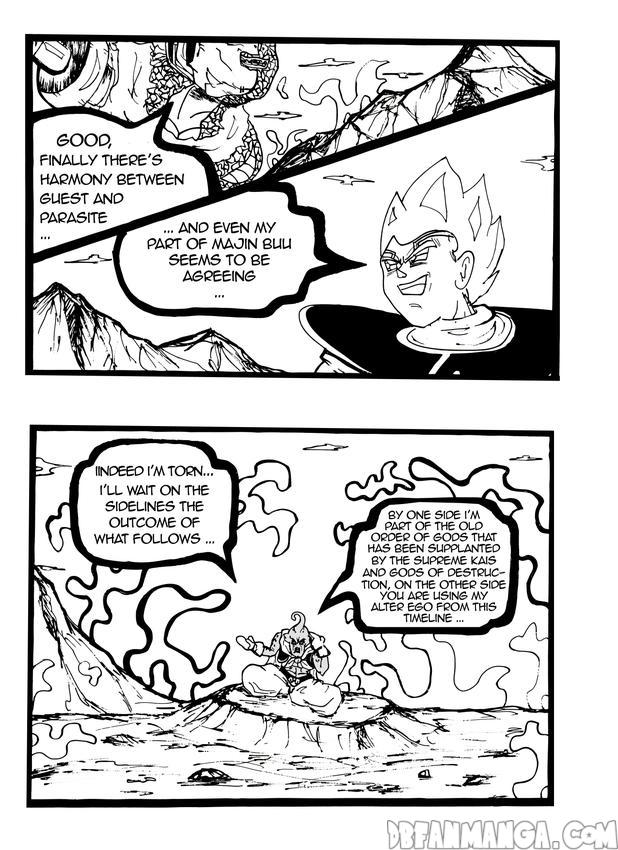 GOOD,
FINALLY THERE'S
HARMONY BETWEEN
GUEST AND
PARASITE
...
... AND EVEN MY
PART OF MAJIN BUU
SEEMS TO BE
AGREEING
...
IINDEED I'M TORN...
I'LL WAIT ON THE
SIDELINES THE
OUTCOME OF
WHAT FOLLOWS ...
BY ONE SIDE I'M
PART OF THE OLD
ORDER OF GODS THAT
HAS BEEN SUPPLANTED
BY THE SUPREME KAIS
AND GODS OF DESTRUC-
TION, ON THE OTHER SIDE
YOU ARE USING MY
ALTER EGO FROM THIS
TIMELINE ...
DBFANMANGA.COM